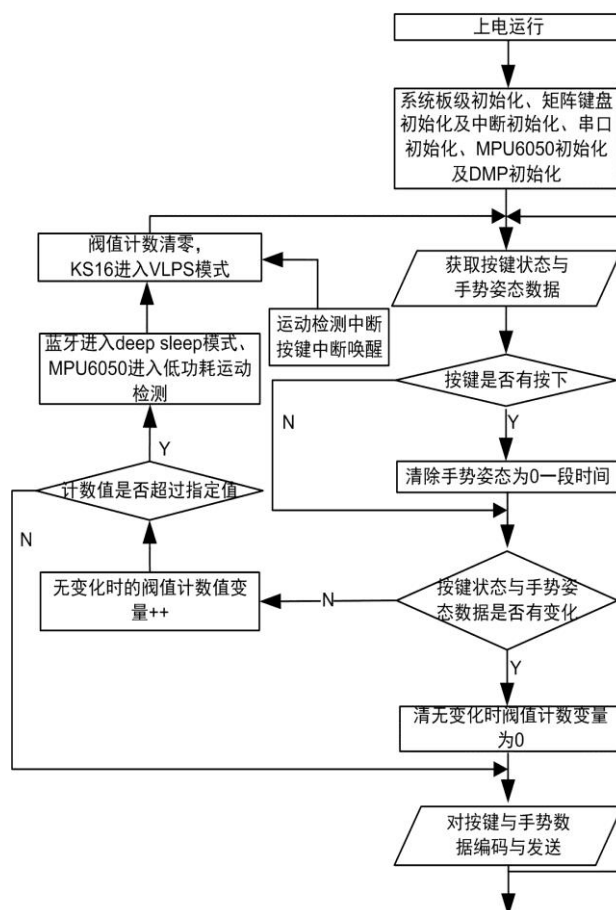 上电运行
系统板级初始化、矩阵键盘
初始化及中断初始化、串口
初始化、MPU6050初始化
及DMP初始化
阀值计数清零，
KS16进入VLPS模式
获取按键状态与
手势姿态数据
运动检测中断
按键中断唤醒
蓝牙进入deep sleep模式、
MPU6050进入低功耗运动
检测
按键是否有按下
N
Y
Y
清除手势姿态为0一段时间
计数值是否超过指定值
N
按键状态与手势姿
态数据是否有变化
无变化时的阀值计数值变
量++
N
Y
清无变化时阀值计数变量
为0
对按键与手势数
据编码与发送